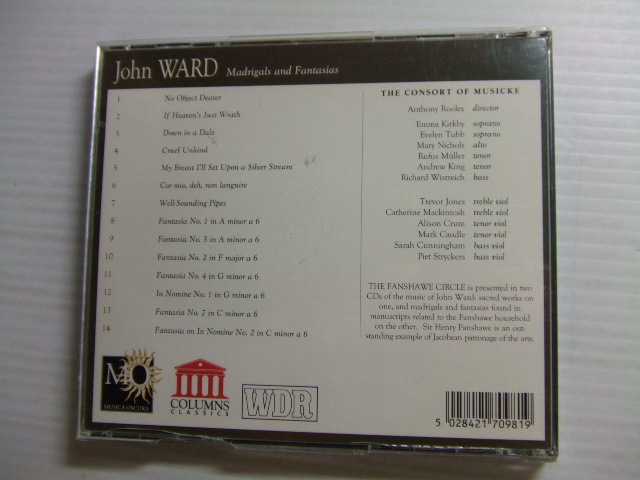 John WARD Madrigals and Fantasias
1 No Object Dearer
2 If Heaven's Just Wrath
3 Down in a Dale
4 Cruel Unkind
5 My Breast I'll Set Upon a Silver Stream
6 Cor mio, deh, non languire
7 Well-Sounding Pipes
8 Fantasia No. 1 in A minor a 6
9 Fantasia No. 3 in A minor a 6
10 Fantasia No. 2 in F major a 6
11 Fantasia No. 4 in G minor a 6
12 In Nomine No. 1 in G minor a 6
13 Fantasia No. 7 in C minor a 6
14 Fantasia on In Nomine No. 2 in C minor a 6
THE CONSORT OF MUSICKE
Anthony Rooley director
Emma Kirkby soprano
Evelyn Tubb soprano
Mary Nichols alto
Rufus Müller tenor
Andrew King tenor
Richard Wistreich bass
Trevor Jones treble viol
Catherine Mackintosh treble viol
Alison Crum tenor viol
Mark Caudle tenor viol
Sarah Cunningham bass viol
Piet Stryckers bass viol
THE FANSHAWE CIRCLE is presented in two
CDs of the music of John Ward: sacred works on
one, and madrigals and fantasias found in
manuscripts related to the Fanshawe household
on the other. Sir Henry Fanshawe is an out-
standing example of Jacobean patronage of the arts.
MO
MUSICA OSCURA
COLUMNS
CLASSICS
WDR
5 028421 709819